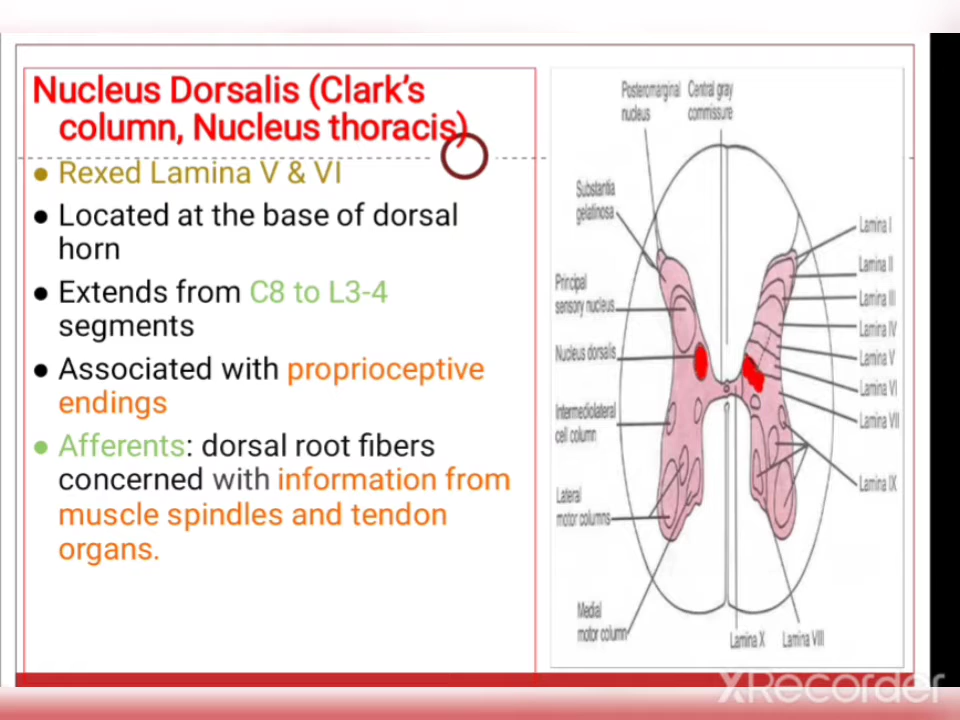 Nucleus Dorsalis (Clark's
column, Nucleus thoracis)
● Rexed Lamina V & VI
● Located at the base of dorsal
horn
● Extends from C8 to L3-4
segments
● Associated with proprioceptive
endings
● Afferents: dorsal root fibers
concerned with information from
muscle spindles and tendon
organs.
Posteromarginal
nucleus
Central gray
commissure
Substantia
gelatinosa
Principal
sensory nucleus
Nucleus dorsalis
Intermediolateral
cell column
Lateral
motor columns
Medial
motor column
Lamina I
Lamina II
Lamina III
Lamina IV
Lamina V
Lamina VI
Lamina VII
Lamina IX
Lamina X
Lamina VIII
XRecorder